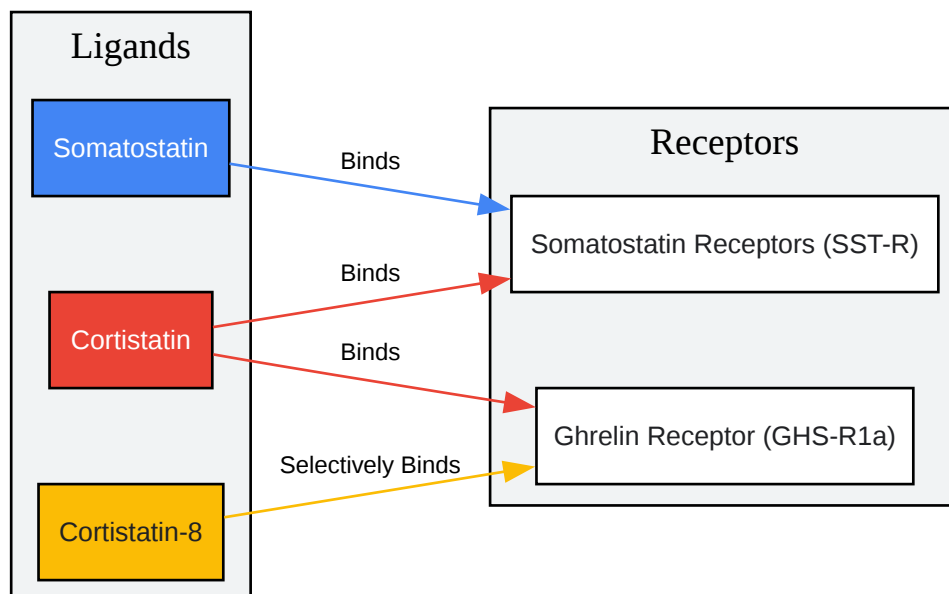 Ligands
Somatostatin
Cortistatin
Cortistatin-8
Binds
Binds
Binds
Selectively Binds
Receptors
Somatostatin Receptors (SST-R)
Ghrelin Receptor (GHS-R1a)